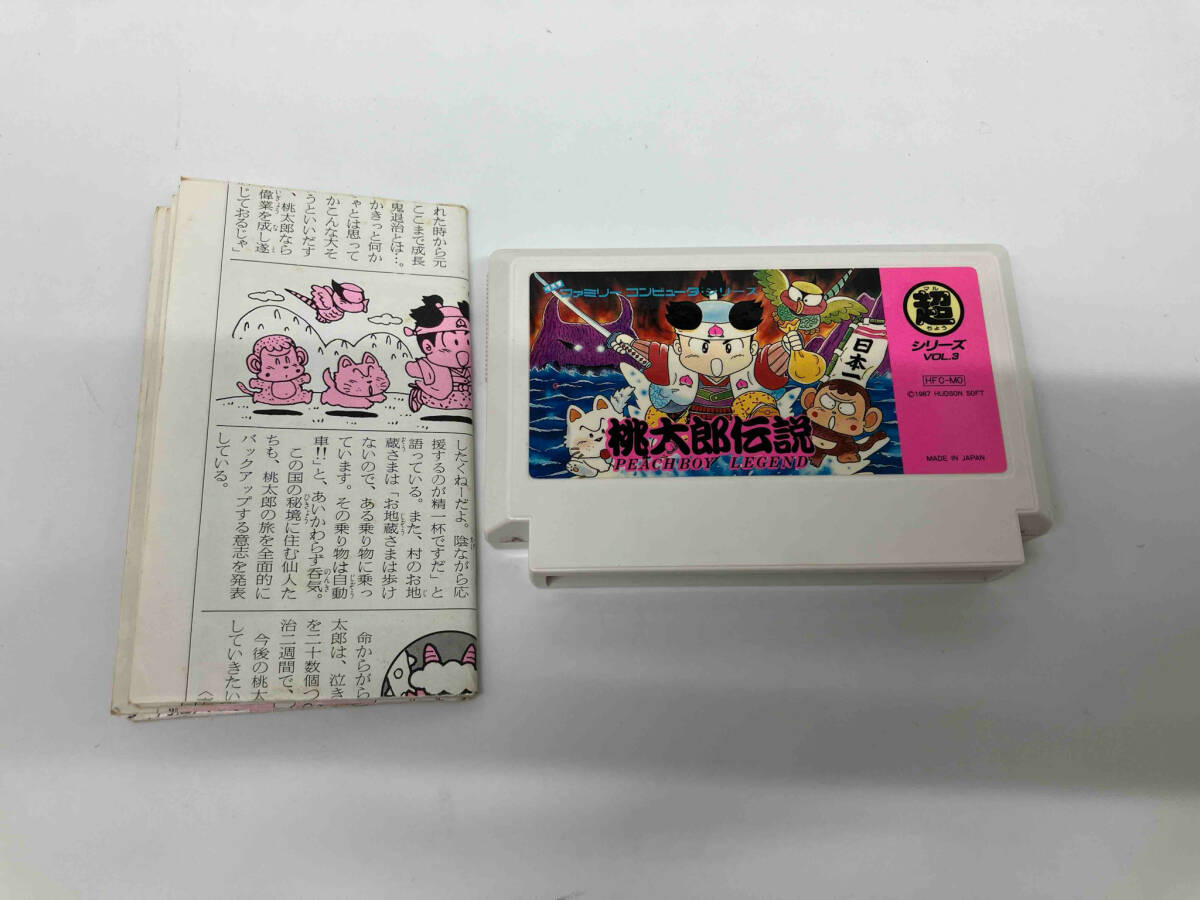 れた時から元
ここまで成長
鬼退治とは…。
かきっと何か
ゃとは思って
かこんな大そ
うといいだす
、桃太郎なら
偉業を成し遂
じておるじゃ」
したくねーだよ。陰ながら応
援するのが精一杯ですだ」と
語っている。また、村のお地
蔵さまは「お地蔵さまは歩け
ないので、ある乗り物に乗っ
ています。その乗り物は自動
車!!」と、あいかわらず呑気。
この国の秘境に住む仙人た
ちも、桃太郎の旅を全面的に
バックアップする意志を発表
している。
命からがら
太郎は、泣き
を二十数個つ
治二週間で、
今後の桃太
していきたい
ファミリーコンピュータ・シリーズ
日本一
桃太郎伝説
PEACHBOY LEGEND
マル
超
ちょう
シリーズ
VOL.3
HFC-MO
©1987 HUDSON SOFT
MADE IN JAPAN